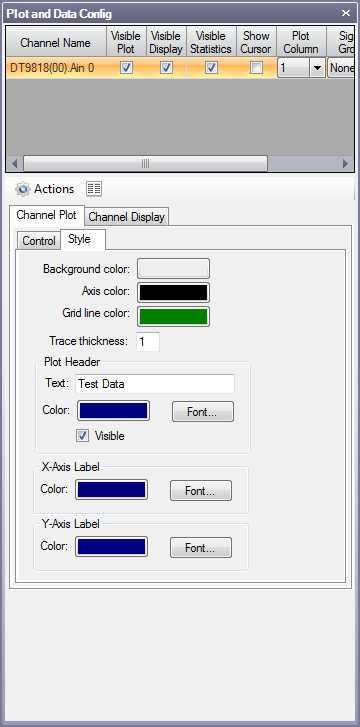 Plot and Data Config
Channel Name Visible Plot Visible Display Visible Statistics Show Cursor Plot Column Sig Gro
DT9818(00).Ain 0 1 None
Actions
Channel Plot Channel Display
Control Style
Background color:
Axis color:
Grid line color:
Trace thickness: 1
Plot Header
Text: Test Data
Color: Font...
Visible
X-Axis Label
Color: Font...
Y-Axis Label
Color: Font...